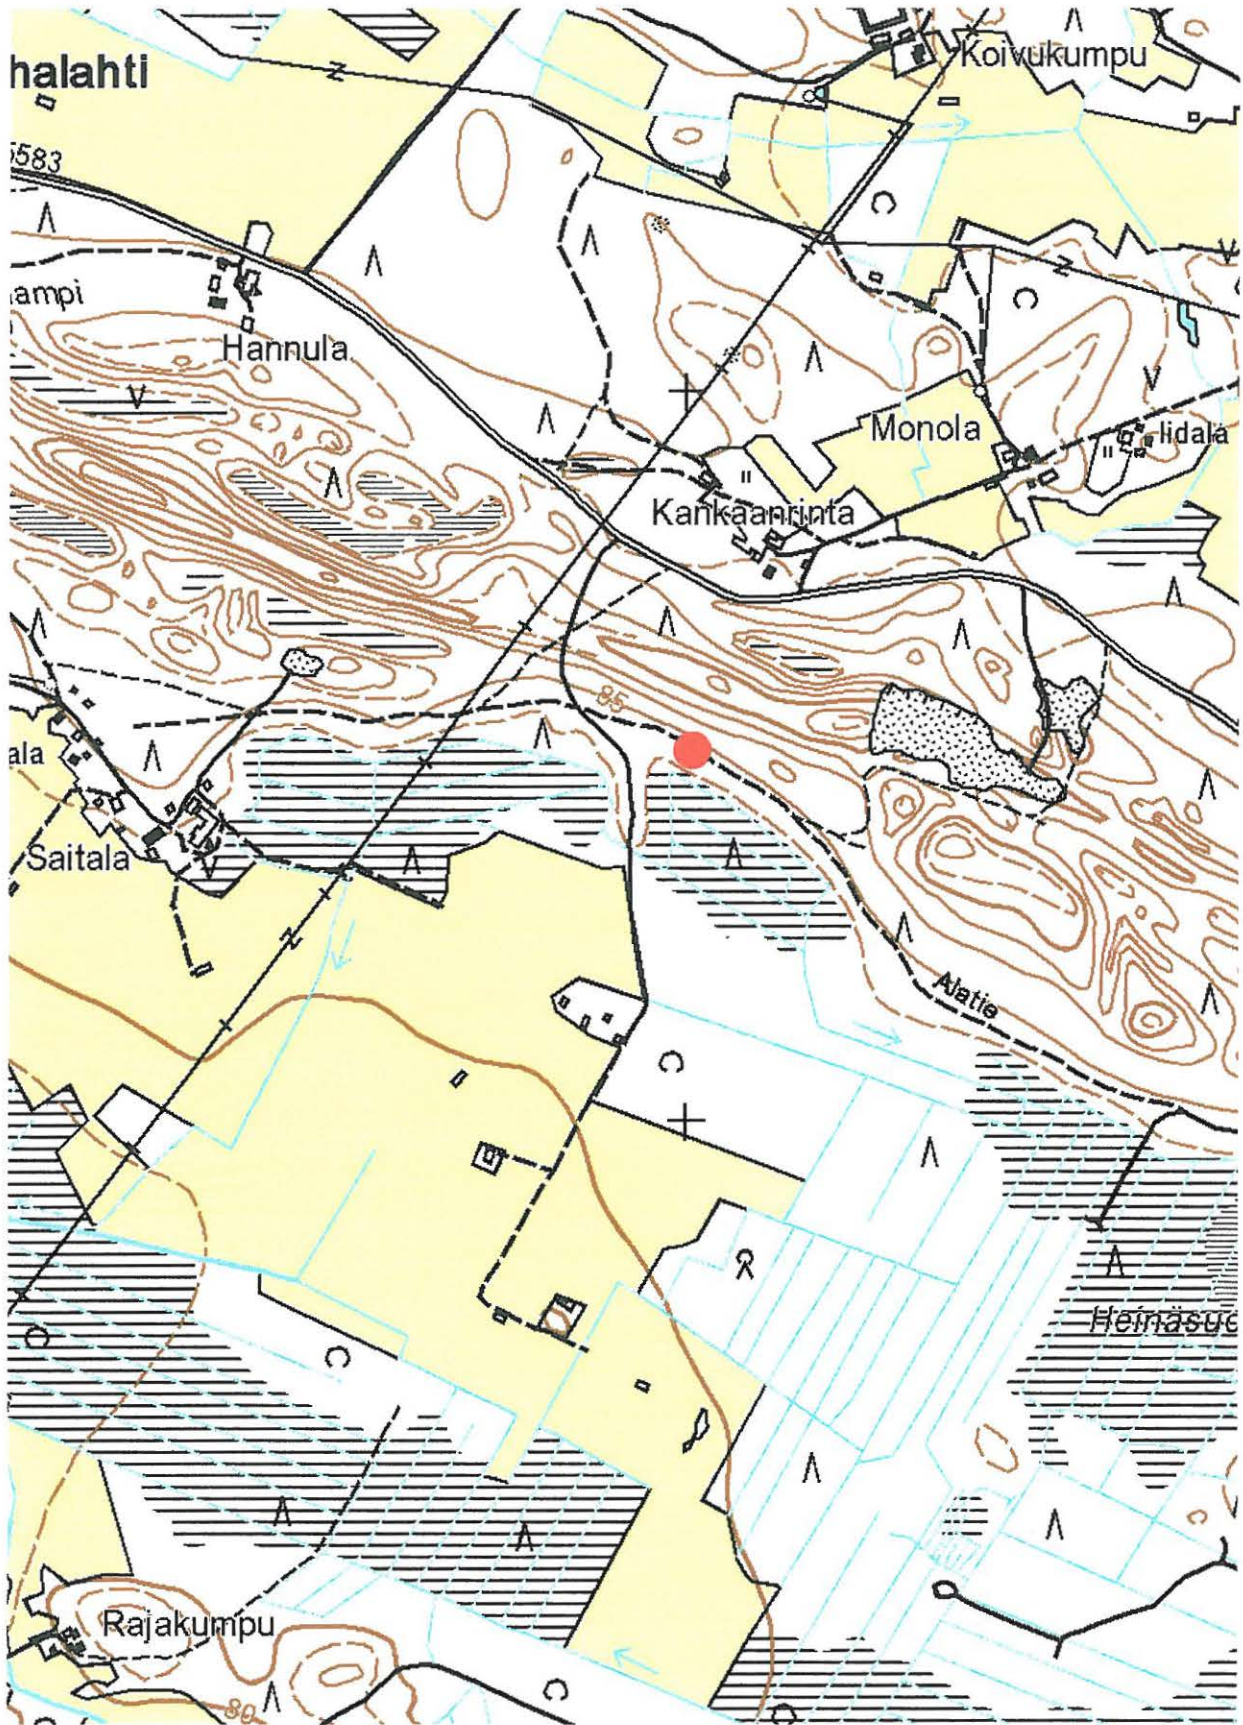 Koivukumpu
halahti
5583
ampi
Hannula
Monola
Iidala
Kankaanrinta
85
ala
Saitala
Alatie
Heinäsuo
Rajakumpu
80